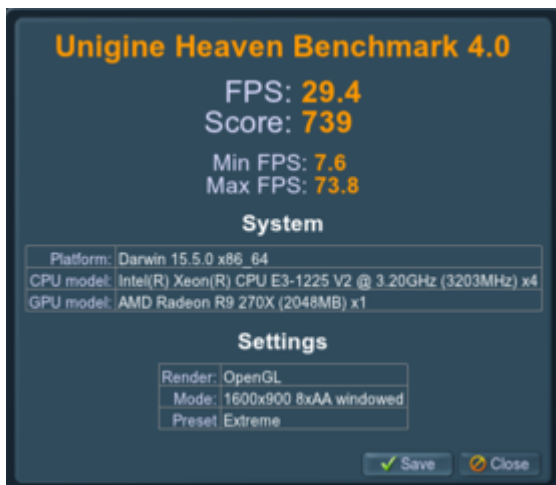 Unigine Heaven Benchmark 4.0
FPS: 29.4
Score: 739
Min FPS: 7.6
Max FPS: 73.8
System
Platform: Darwin 15.5.0 x86_64
CPU model: Intel(R) Xeon(R) CPU E3-1225 V2 @ 3.20GHz (3203MHz) x4
GPU model: AMD Radeon R9 270X (2048MB) x1
Settings
Render: OpenGL
Mode: 1600x900 8xAA windowed
Preset Extreme
Save Close